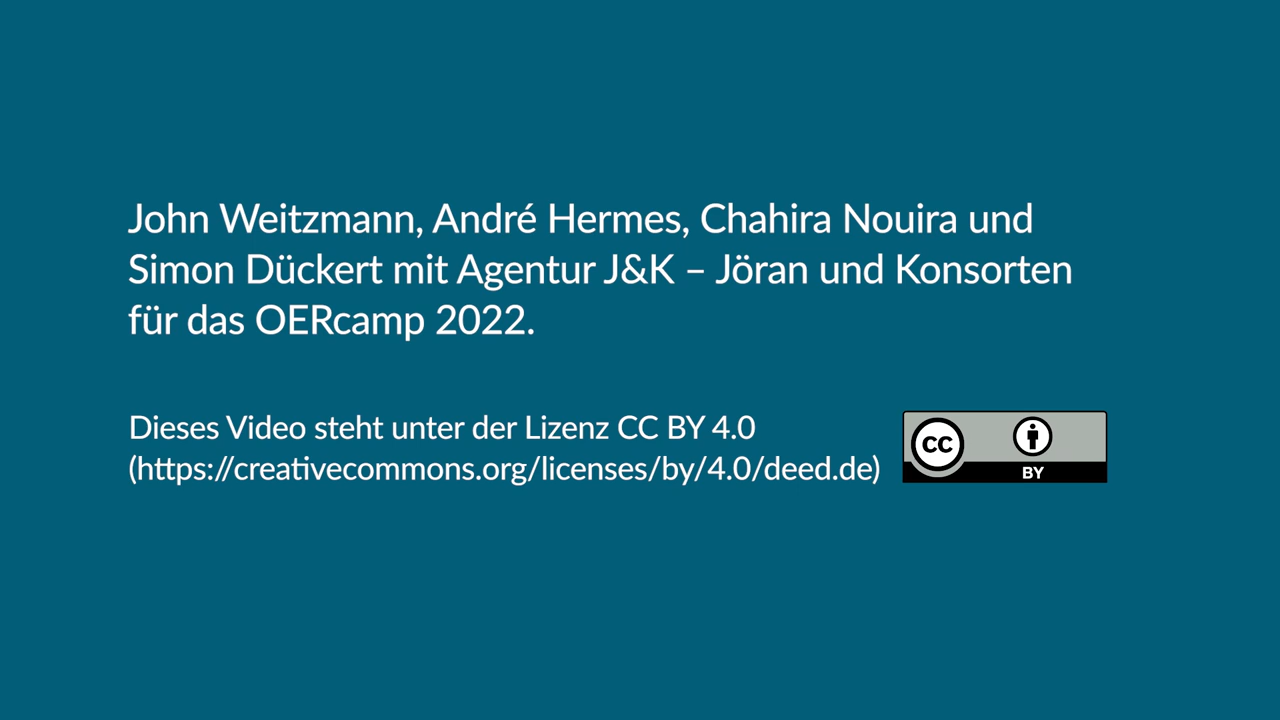 John Weitzmann, André Hermes, Chahira Nouira und
Simon Dückert mit Agentur J&K – Jöran und Konsorten
für das OERcamp 2022.
Dieses Video steht unter der Lizenz CC BY 4.0
(https://creativecommons.org/licenses/by/4.0/deed.de)
CC
BY